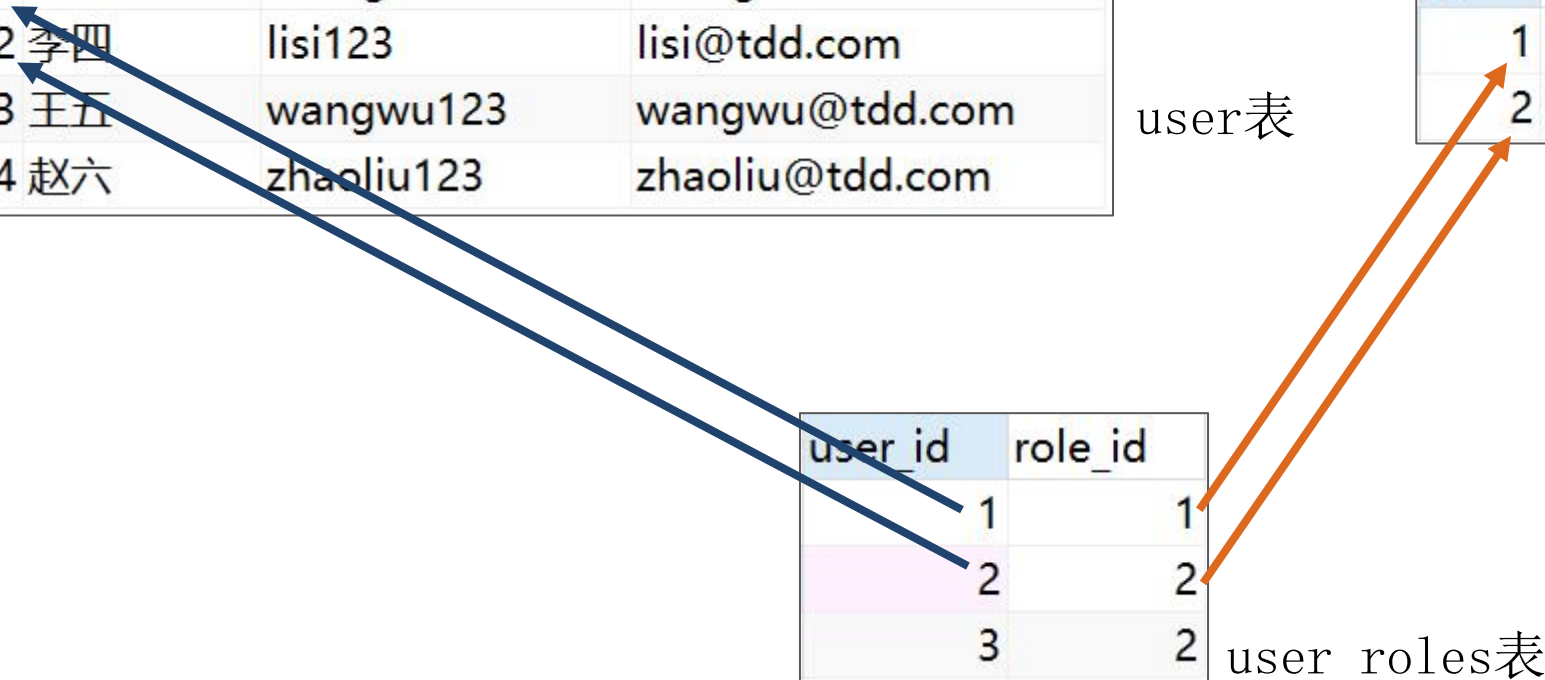 2 李四 lisi123 lisi@tdd.com
3 王五 wangwu123 wangwu@tdd.com
4 赵六 zhaoliu123 zhaoliu@tdd.com
user表
1
2
user_id role_id
1 1
2 2
3 2
user roles表